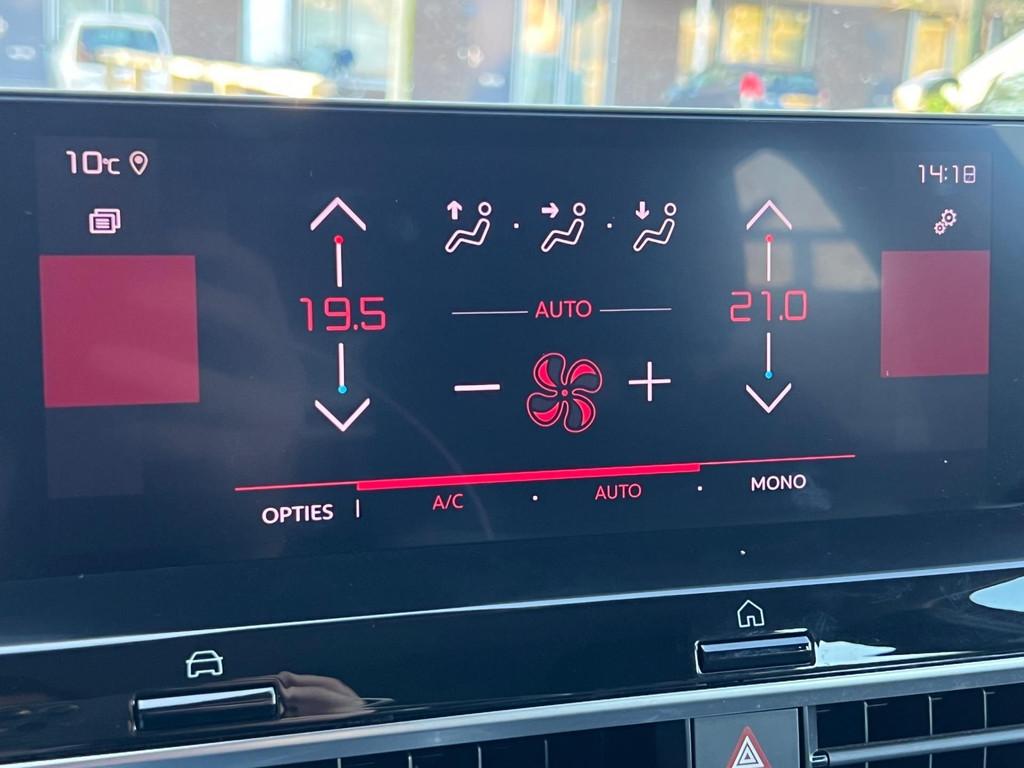 10℃
14:18
19.5
AUTO
21.0
OPTIES
A/C
AUTO
MONO